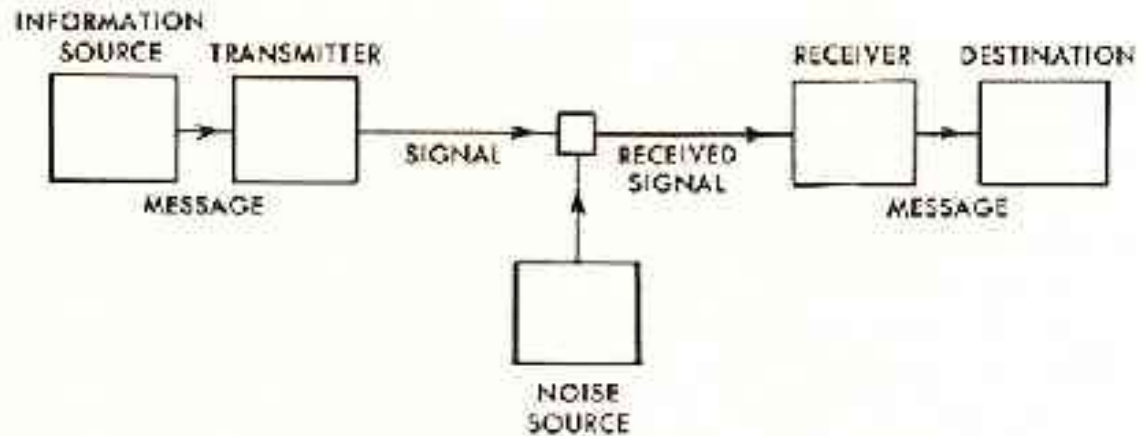 INFORMATION
SOURCE
TRANSMITTER
RECEIVER
DESTINATION
SIGNAL
RECEIVED
SIGNAL
MESSAGE
MESSAGE
NOISE
SOURCE